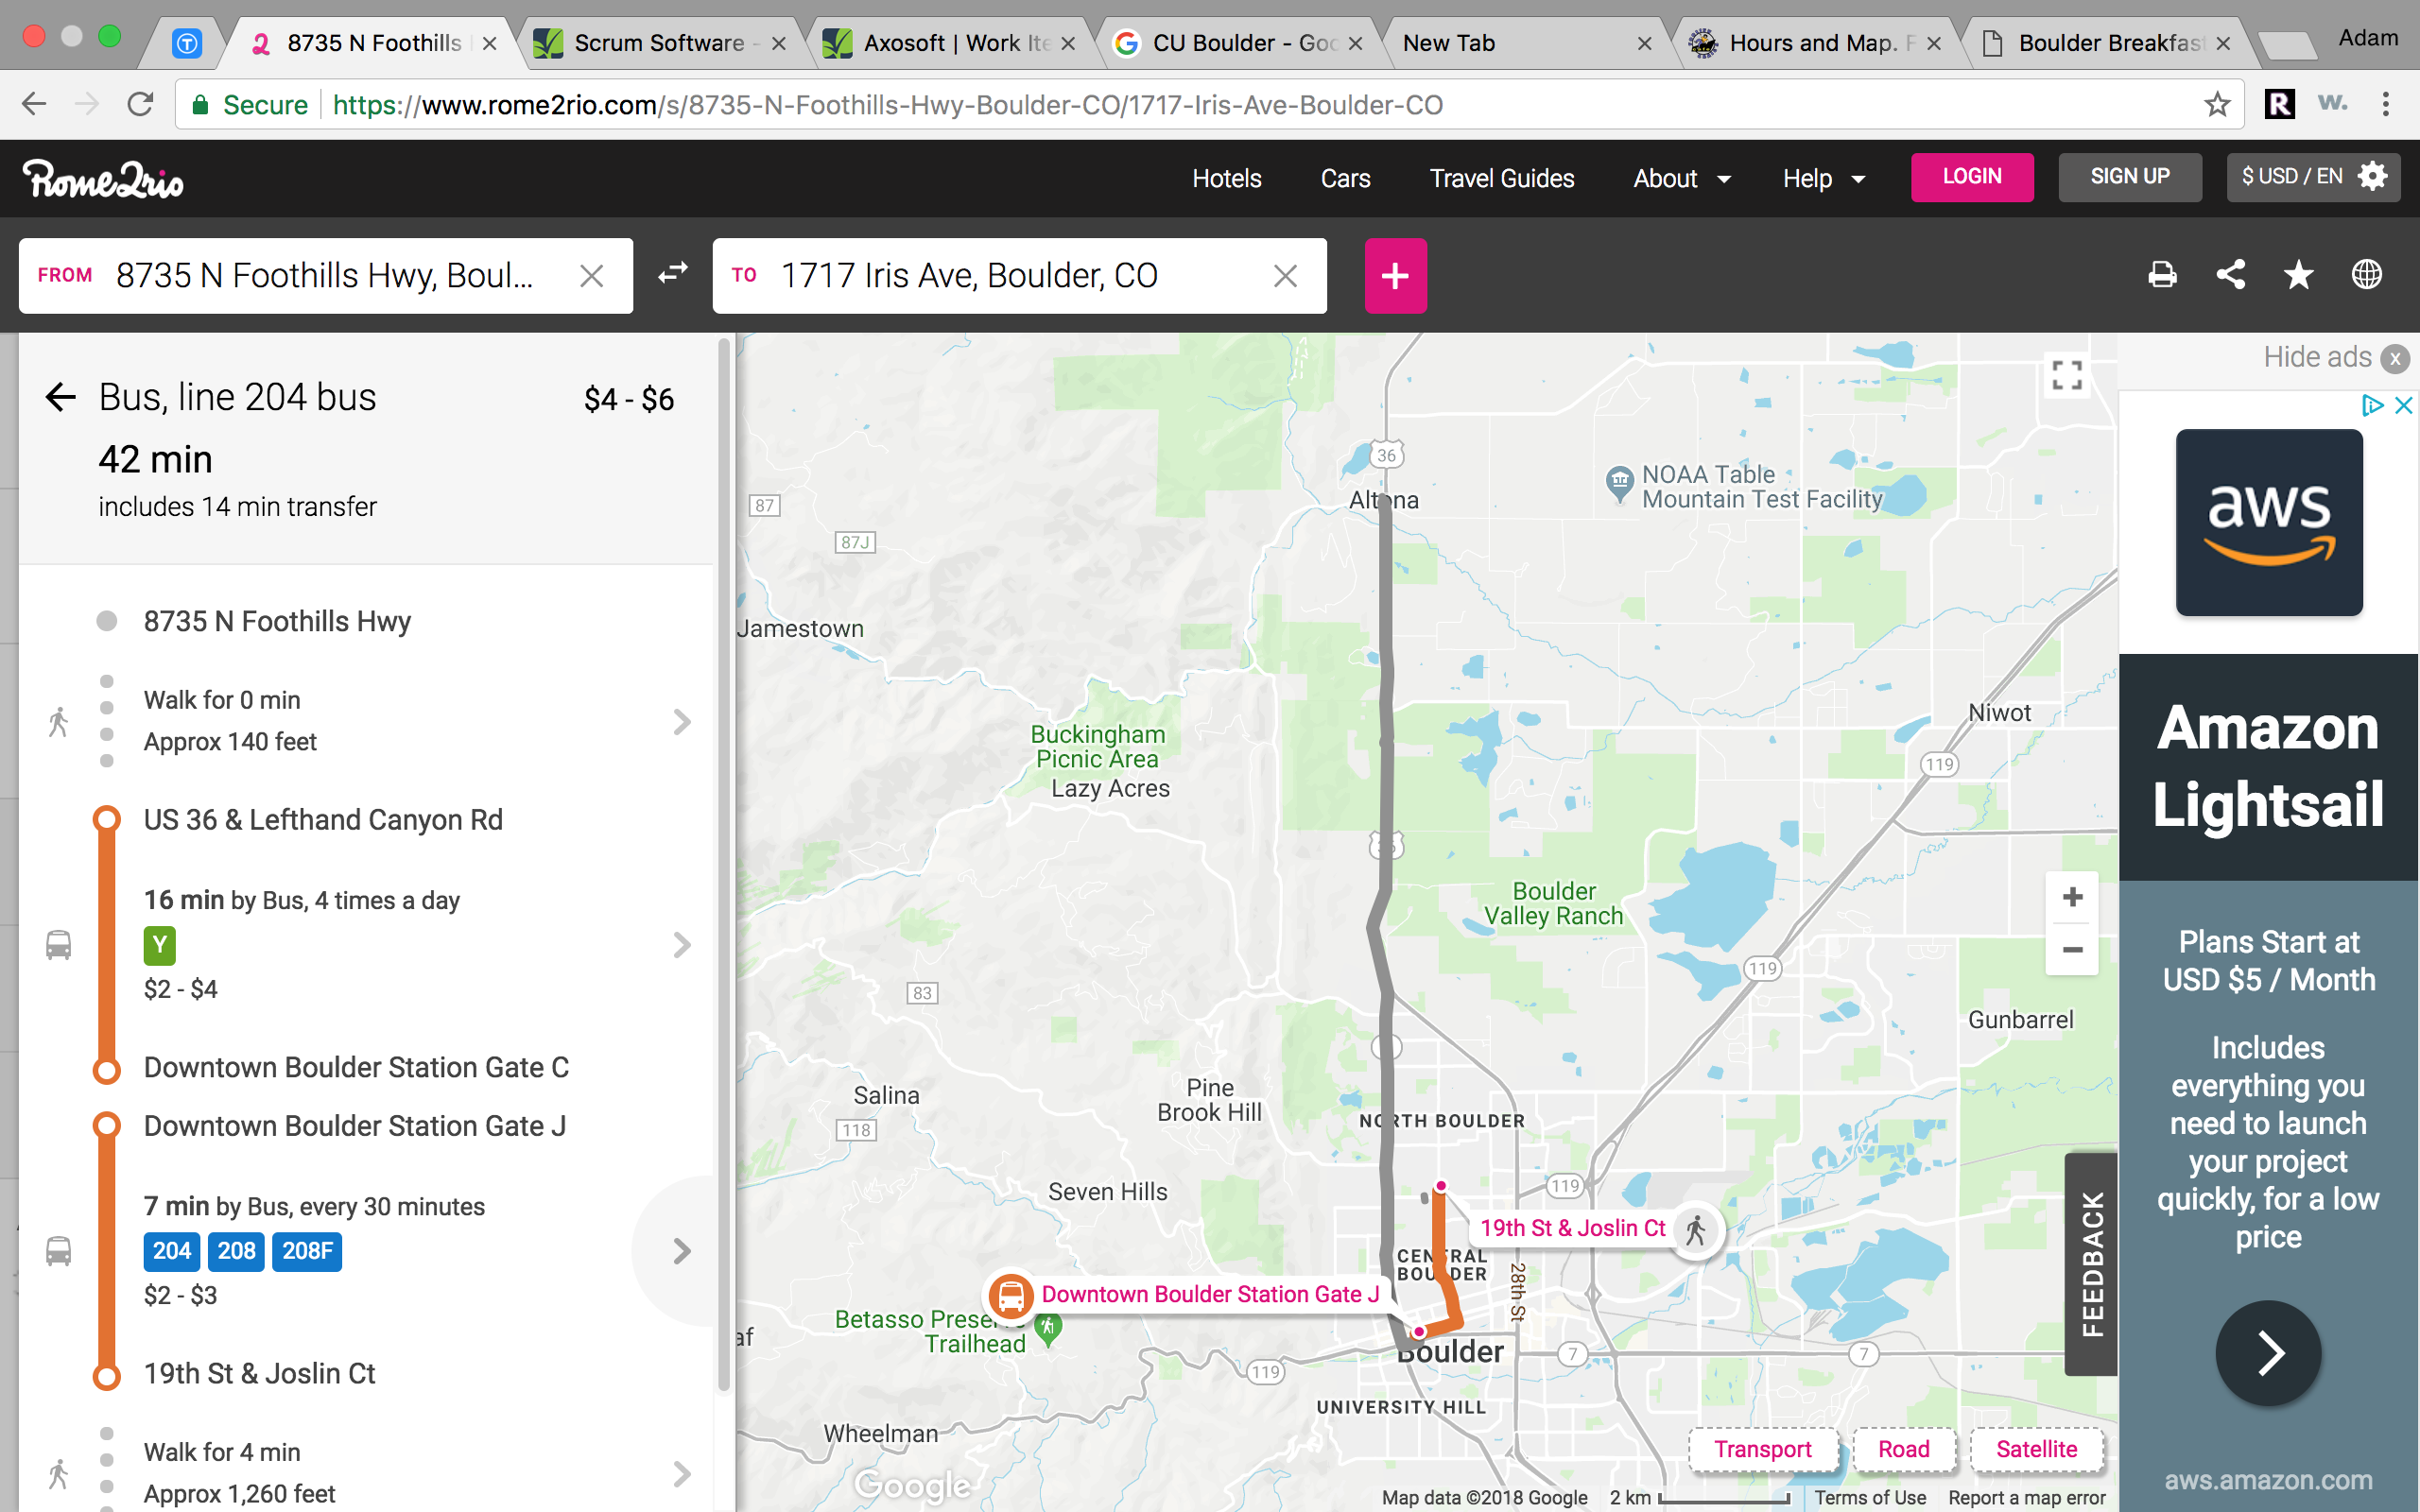 8735 N Foothills
Scrum Software -
Axosoft | Work Ite
CU Boulder - Goo
New Tab
Hours and Map. F
Boulder Breakfas
Adam
Secure
https://www.rome2rio.com/s/8735-N-Foothills-Hwy-Boulder-CO/1717-Iris-Ave-Boulder-CO
R
w.
Rome2rio
Hotels
Cars
Travel Guides
About
Help
LOGIN
SIGN UP
$ USD / EN
FROM 8735 N Foothills Hwy, Boul...
TO 1717 Iris Ave, Boulder, CO
+
Bus, line 204 bus
$4 - $6
42 min
includes 14 min transfer
8735 N Foothills Hwy
Walk for 0 min
Approx 140 feet
US 36 & Lefthand Canyon Rd
16 min by Bus, 4 times a day
Y
$2 - $4
Downtown Boulder Station Gate C
Downtown Boulder Station Gate J
7 min by Bus, every 30 minutes
204 208 208F
$2 - $3
19th St & Joslin Ct
Walk for 4 min
Approx 1,260 feet
36
Altona
NOAA Table
Mountain Test Facility
87
87J
Jamestown
Buckingham
Picnic Area
Lazy Acres
Niwot
119
36
Boulder
Valley Ranch
119
83
Gunbarrel
Salina
Pine
Brook Hill
118
NORTH BOULDER
Seven Hills
119
19th St & Joslin Ct
CENTRAL
BOULDER
28th St
Downtown Boulder Station Gate J
Betasso Preserve
Trailhead
af
Boulder
7
7
119
UNIVERSITY HILL
Wheelman
Google
Transport
Road
Satellite
Map data ©2018 Google
2 km
Terms of Use
Report a map error
+
−
FEEDBACK
Hide ads x
aws
Amazon
Lightsail
Plans Start at
USD $5 / Month
Includes
everything you
need to launch
your project
quickly, for a low
price
aws.amazon.com